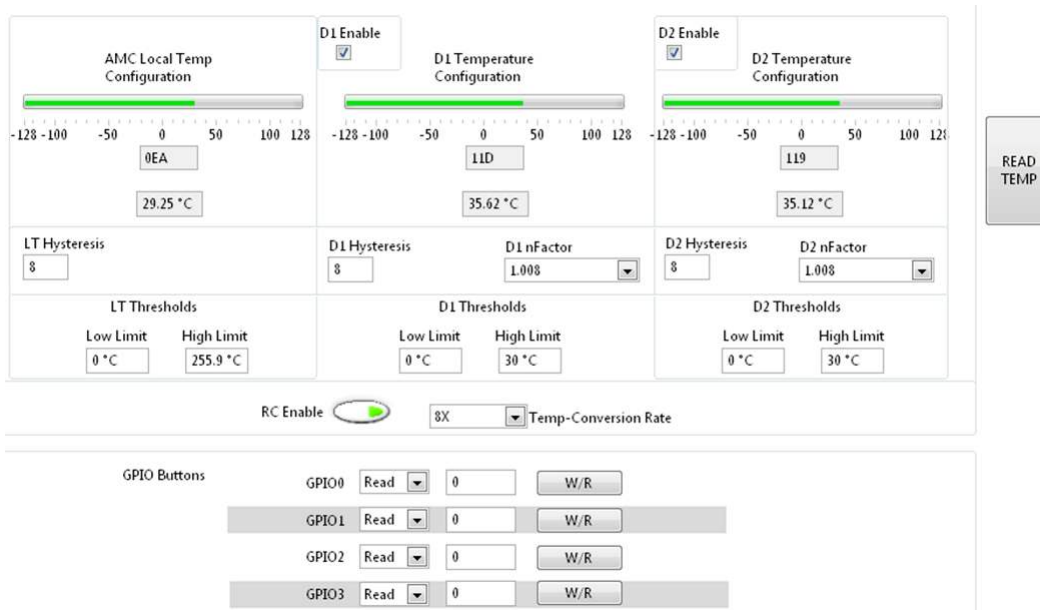 D1 Enable
D2 Enable
AMC Local Temp
Configuration
D1 Temperature
Configuration
D2 Temperature
Configuration
-128 -100 -50 0 50 100 128
-128 -100 -50 0 50 100 128
-128 -100 -50 0 50 100 128
0EA
11D
119
READ
TEMP
29.25 °C
35.62 °C
35.12 °C
LT Hysteresis
8
D1 Hysteresis
8
D1 nFactor
1.008
D2 Hysteresis
8
D2 nFactor
1.008
LT Thresholds
Low Limit High Limit
0 °C 255.9 °C
D1 Thresholds
Low Limit High Limit
0 °C 30 °C
D2 Thresholds
Low Limit High Limit
0 °C 30 °C
RC Enable 8X Temp-Conversion Rate
GPIO Buttons
GPIO0 Read 0 W/R
GPIO1 Read 0 W/R
GPIO2 Read 0 W/R
GPIO3 Read 0 W/R